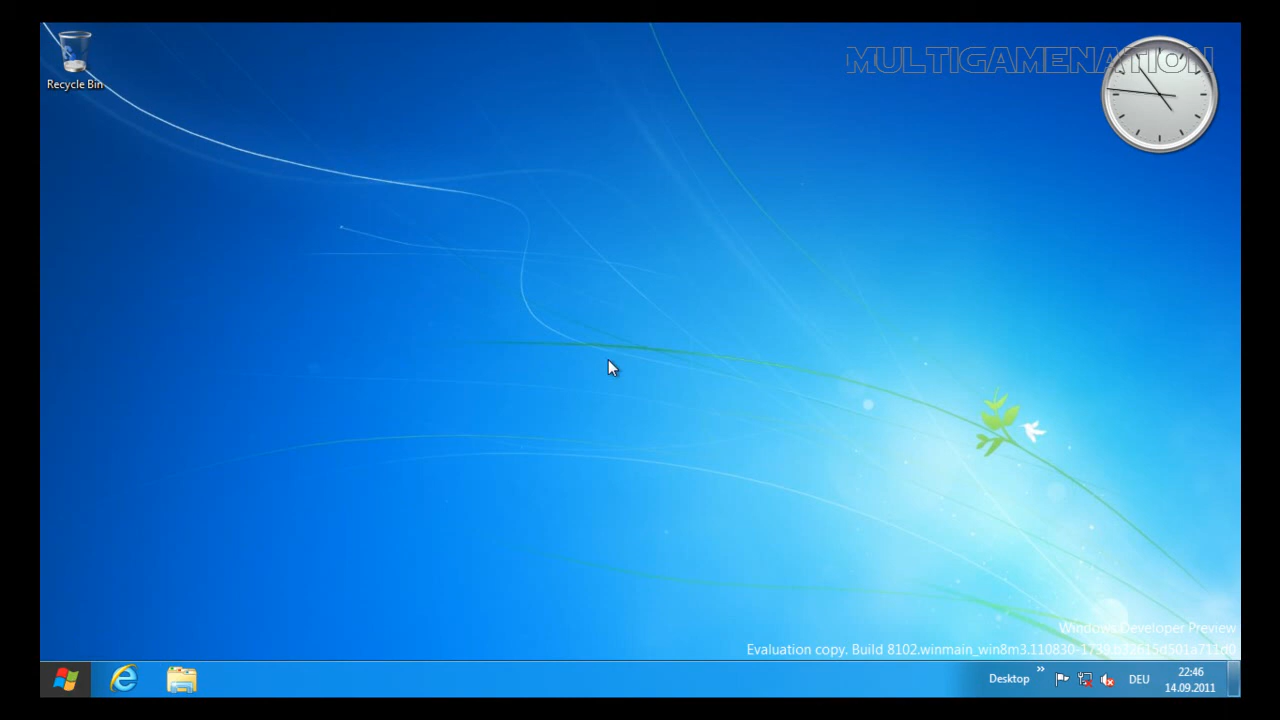 MULTIGAMENATION
Recycle Bin
Windows Developer Preview
Evaluation copy. Build 8102.winmain_win8m3.110830-1739.b32615d501a711d0
Desktop
DEU
22:46
14.09.2011